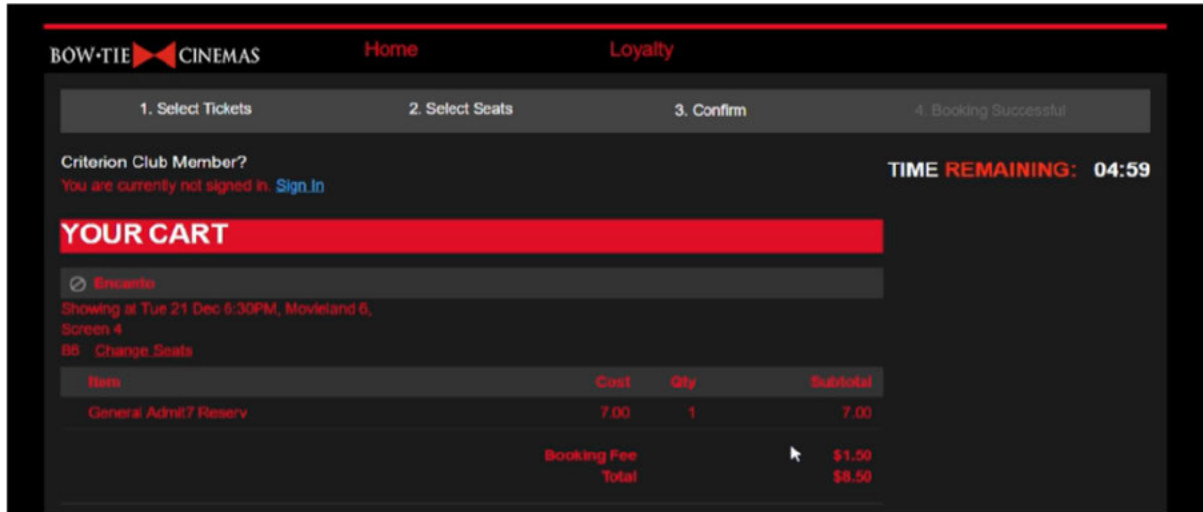 BOW·TIE CINEMAS Home Loyalty
1. Select Tickets 2. Select Seats 3. Confirm 4. Booking Successful
Criterion Club Member?
You are currently not signed in. Sign In
TIME REMAINING: 04:59
YOUR CART
Encanto
Showing at Tue 21 Dec 6:30PM, Movieland 6,
Screen 4
B6 Change Seats
Item Cost Qty Subtotal
General Admit7 Reserv 7.00 1 7.00
Booking Fee $1.50
Total $8.50